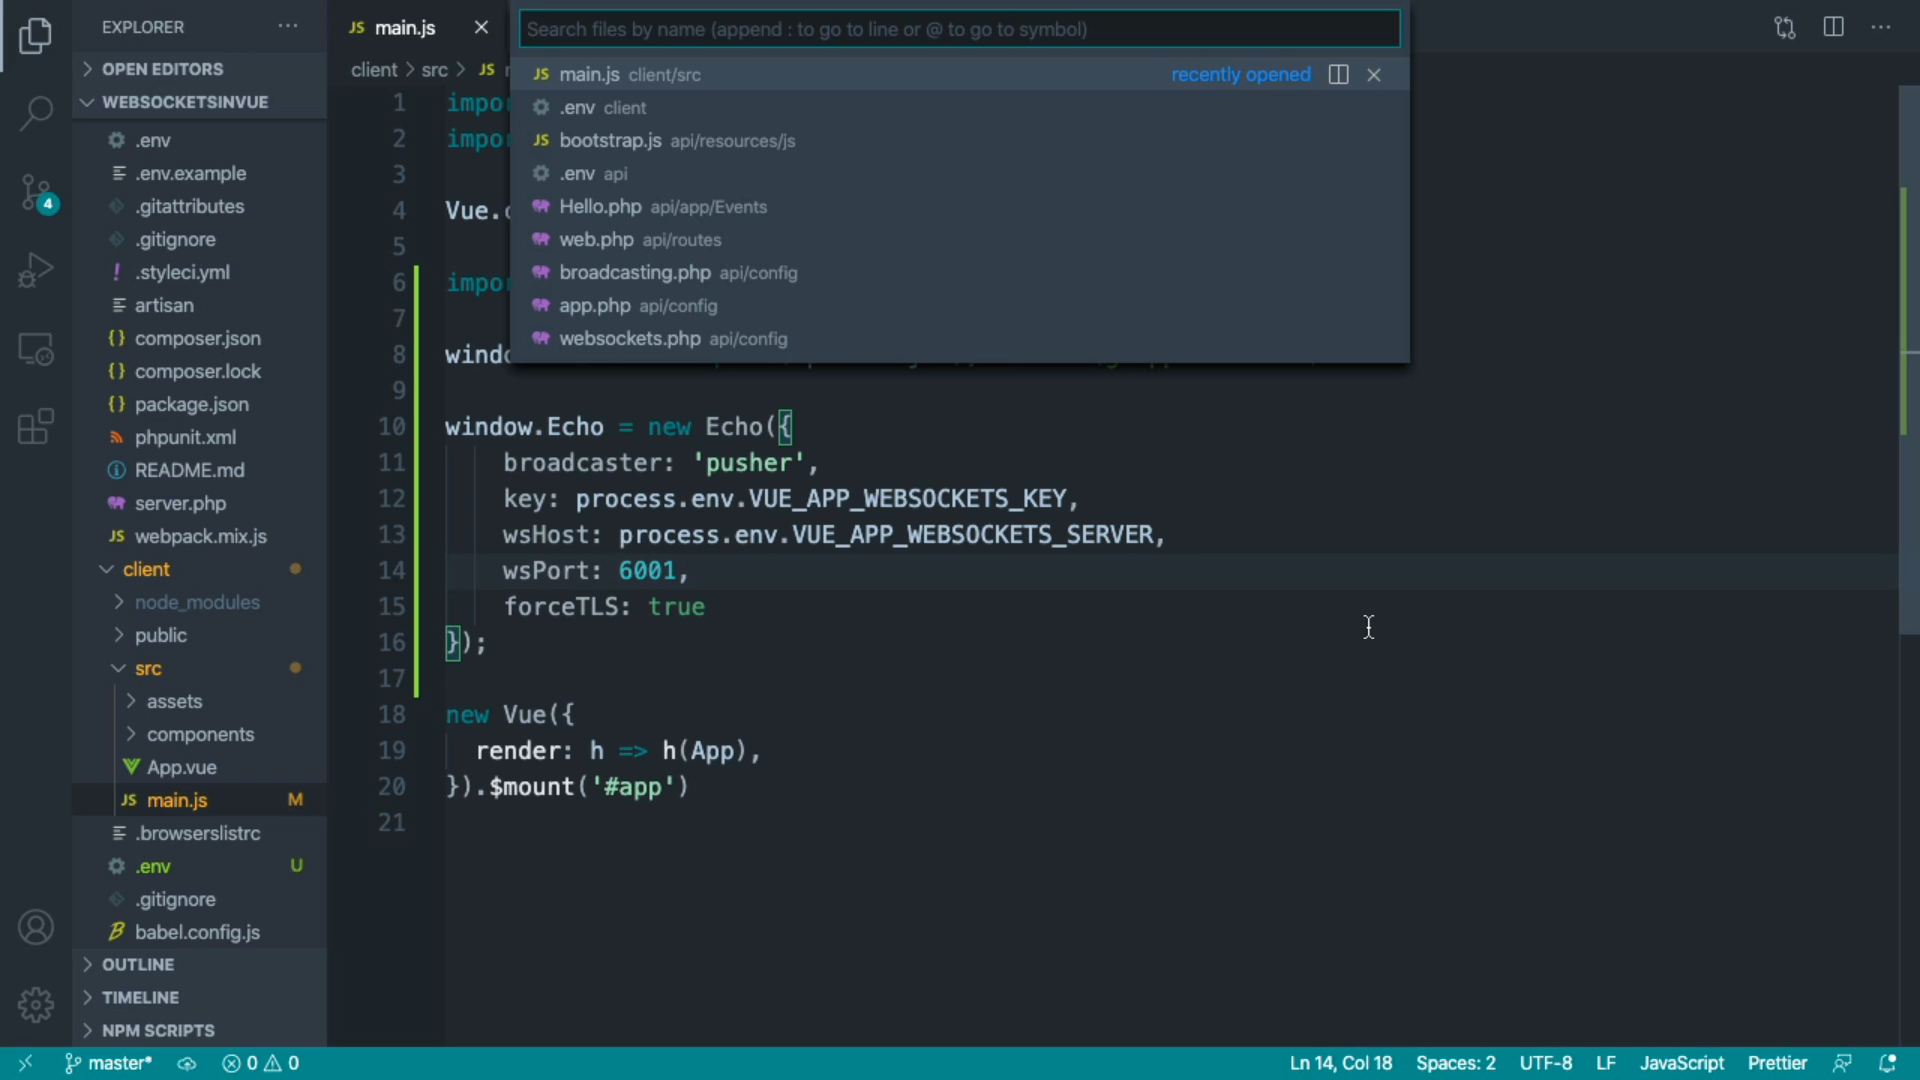 EXPLORER
OPEN EDITORS
WEBSOCKETSINVUE
.env
.env.example
.gitattributes
.gitignore
! .styleci.yml
artisan
{} composer.json
{} composer.lock
{} package.json
phpunit.xml
README.md
server.php
JS webpack.mix.js
client
node_modules
public
src
assets
components
App.vue
JS main.js M
.browserslistrc
.env U
.gitignore
babel.config.js
OUTLINE
TIMELINE
NPM SCRIPTS
4
JS main.js
client > src > JS
Search files by name (append : to go to line or @ to go to symbol)
JS main.js client/src recently opened
.env client
JS bootstrap.js api/resources/js
.env api
Hello.php api/app/Events
web.php api/routes
broadcasting.php api/config
app.php api/config
websockets.php api/config
1 impo
2 impo
3
4 Vue.
5
6 impo
7
8 wind
9
10 window.Echo = new Echo({
11 broadcaster: 'pusher',
12 key: process.env.VUE_APP_WEBSOCKETS_KEY,
13 wsHost: process.env.VUE_APP_WEBSOCKETS_SERVER,
14 wsPort: 6001,
15 forceTLS: true
16 });
17
18 new Vue({
19 render: h => h(App),
20 }).$mount('#app')
21
master* 0 0 Ln 14, Col 18 Spaces: 2 UTF-8 LF JavaScript Prettier